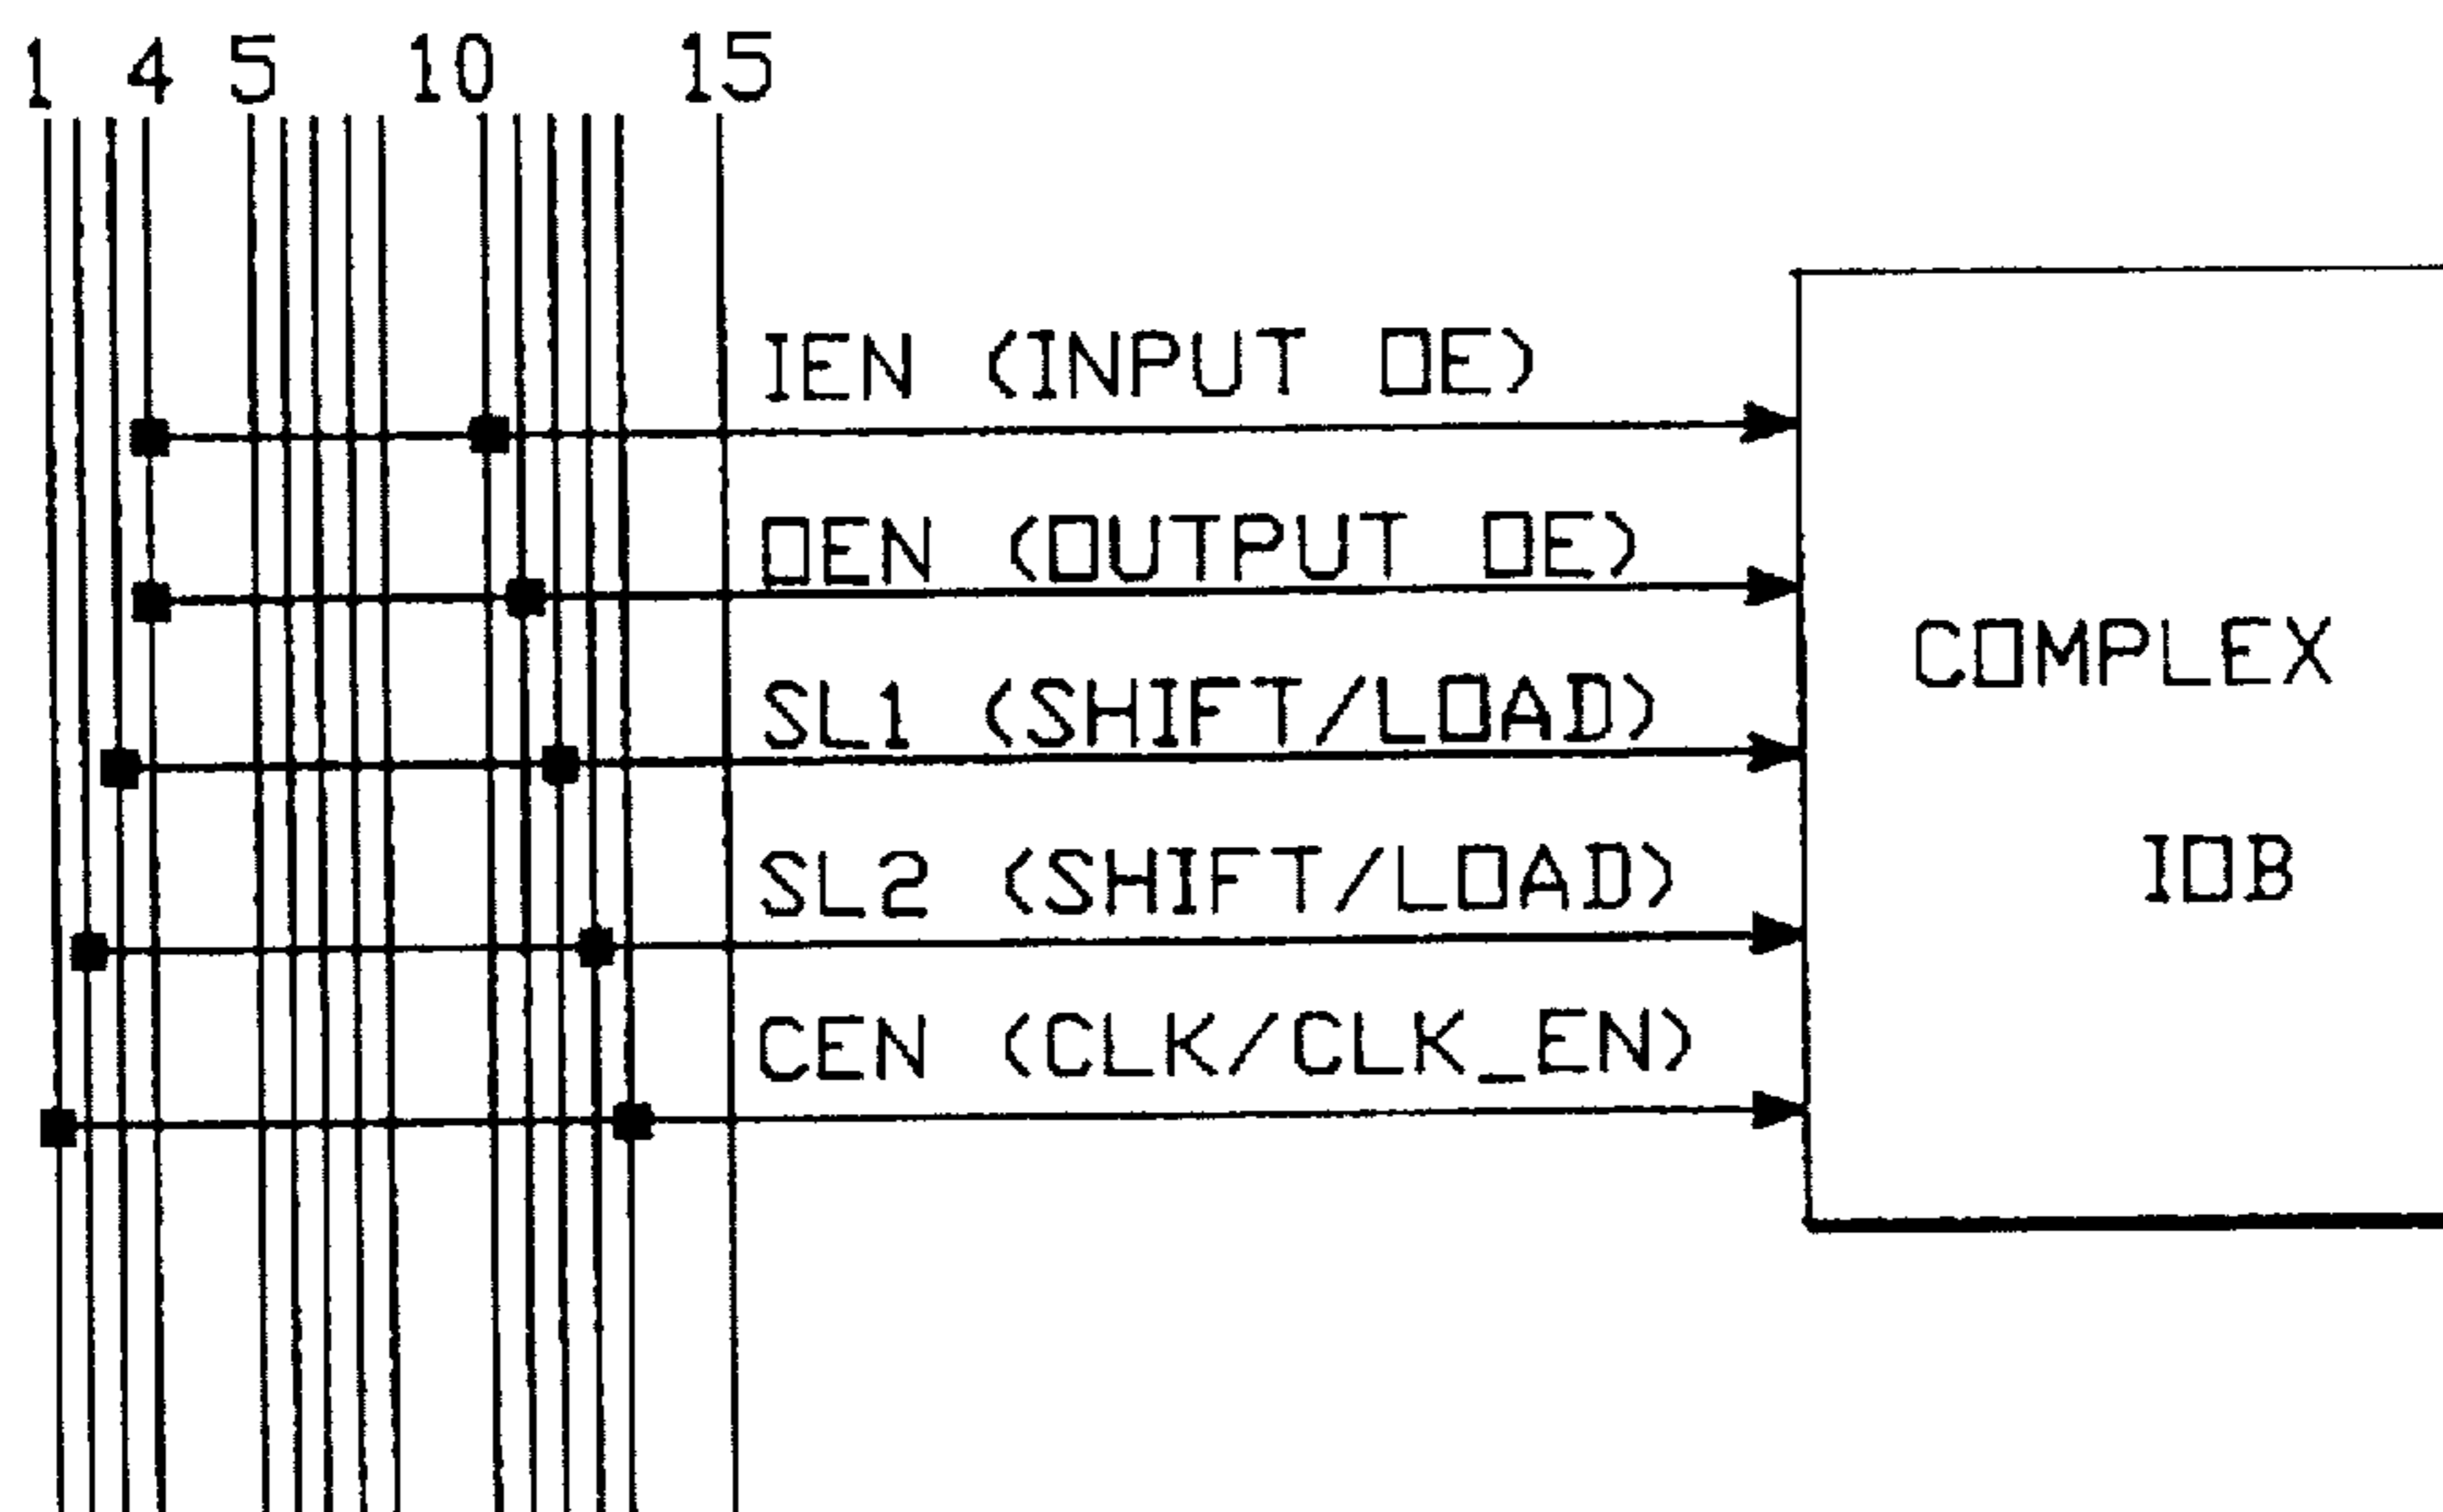 1 4 5 10 15
IEN (INPUT OE)
OEN (OUTPUT OE)
SL1 (SHIFT/LOAD)
COMPLEX
SL2 (SHIFT/LOAD)
IOB
CEN (CLK/CLK_EN)